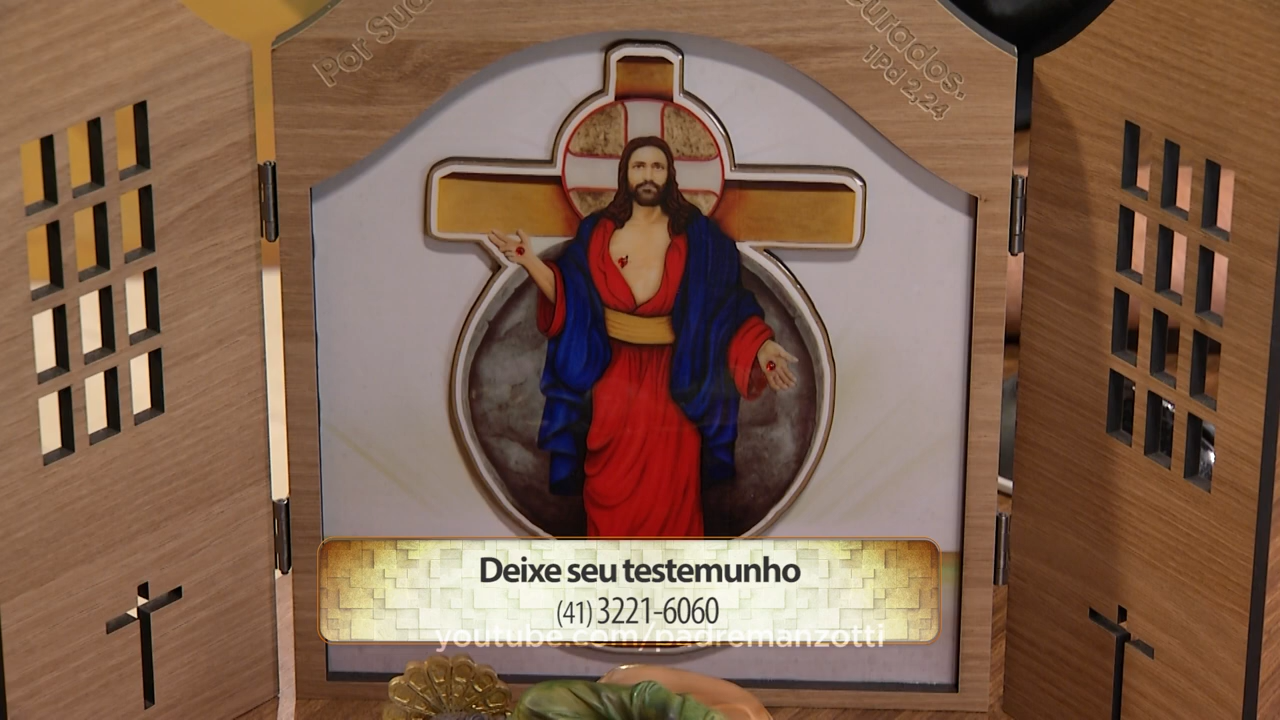 Por Sua
curados.
1Pd 2,24
Deixe seu testemunho
(41) 3221-6060
youtube.com/padremanzotti